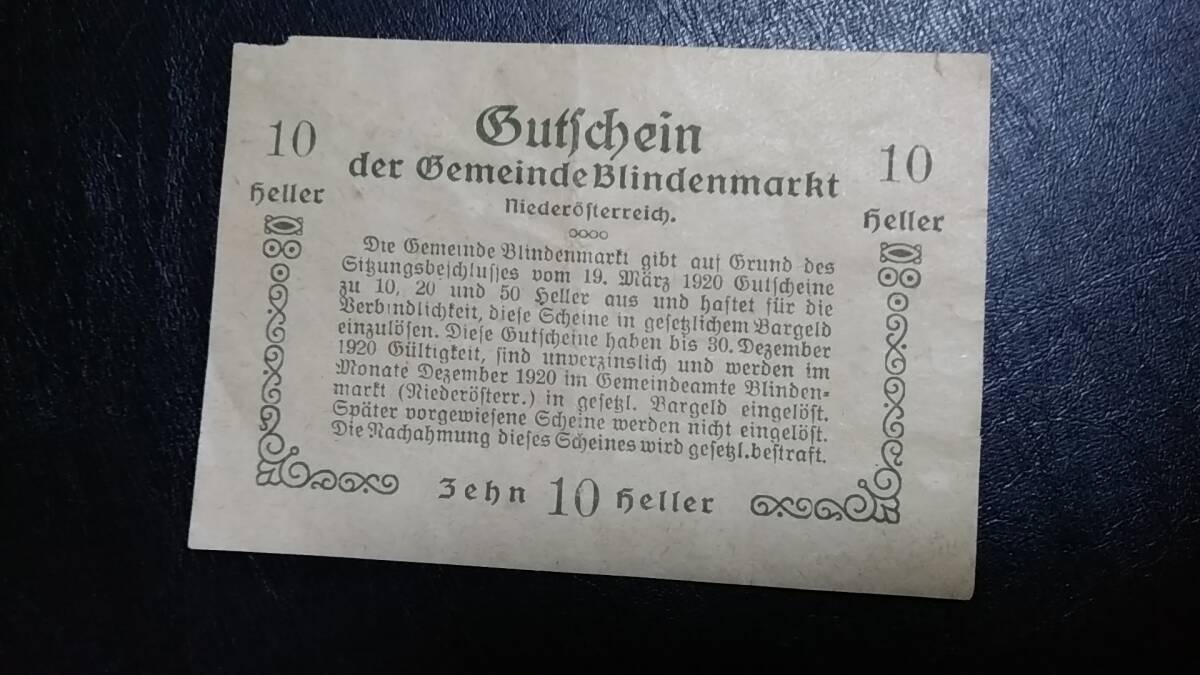 Gutschein
der Gemeinde Blindenmarkt
Niederösterreich.
10
Heller
10
Heller
Die Gemeinde Blindenmarkt gibt auf Grund des
Sitzungsbeschlusses vom 19. März 1920 Gutscheine
zu 10, 20 und 50 Heller aus und haftet für die
Verbindlichkeit, diese Scheine in gesetzlichem Bargeld
einzulösen. Diese Gutscheine haben bis 30. Dezember
1920 Gültigkeit, sind unverzinslich und werden im
Monate Dezember 1920 im Gemeindeamte Blinden-
markt (Niederösterr.) in gesetzl. Bargeld eingelöst.
Später vorgewiesene Scheine werden nicht eingelöst.
Die Nachahmung dieses Scheines wird gesetzl. bestraft.
Zehn 10 Heller